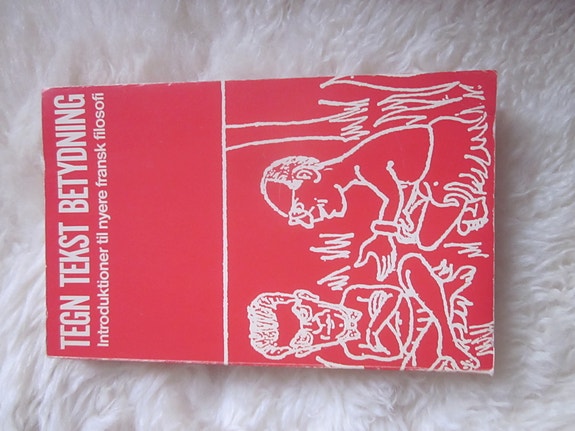 TEGN TEKST BETYDNING
Introduktioner til nyere fransk filosofi